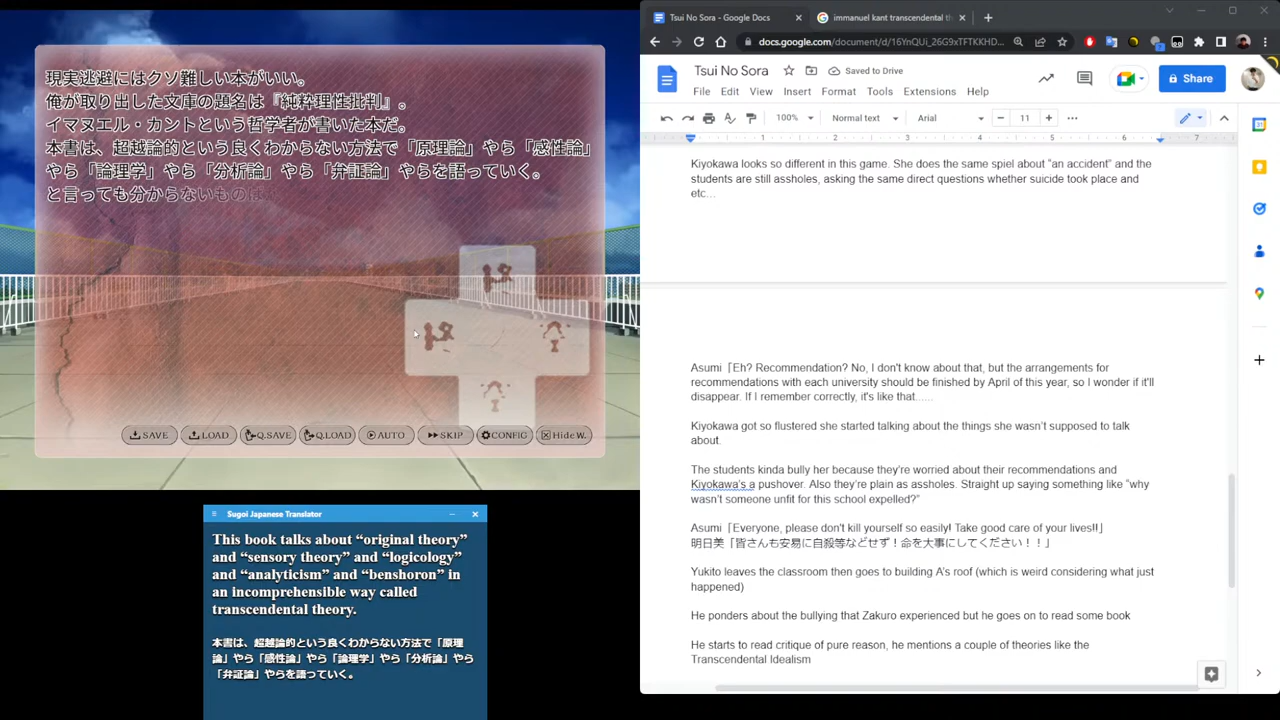 現実逃避にはクソ難しい本がいい。
俺が取り出した文庫の題名は『純粋理性批判』。
イマヌエル・カントという哲学者が書いた本だ。
本書は、超越論的という良くわからない方法で「原理論」やら「感性論」
やら「論理学」やら「分析論」やら「弁証論」やらを語っていく。
と言っても分からないものは
SAVE
LOAD
Q.SAVE
Q.LOAD
AUTO
SKIP
CONFIG
Hide W.
Sugoi Japanese Translator
This book talks about “original theory”
and “sensory theory” and “logicology”
and “analyticism” and “benshoron” in
an incomprehensible way called
transcendental theory.
本書は、超越論的という良くわからない方法で「原理
論」やら「感性論」やら「論理学」やら「分析論」やら
「弁証論」やらを語っていく。
Tsui No Sora - Google Docs
immanuel kant transcendental th
docs.google.com/document/d/16YnQUi_26G9xTFTKKHD...
Tsui No Sora
Saved to Drive
File Edit View Insert Format Tools Extensions Help
Share
100%
Normal text
Arial
11
1 2 3 4 5 6 7
Kiyokawa looks so different in this game. She does the same spiel about “an accident” and the
students are still assholes, asking the same direct questions whether suicide took place and
etc…
Asumi「Eh? Recommendation? No, I don't know about that, but the arrangements for
recommendations with each university should be finished by April of this year, so I wonder if it'll
disappear. If I remember correctly, it's like that......
Kiyokawa got so flustered she started talking about the things she wasn’t supposed to talk
about.
The students kinda bully her because they’re worried about their recommendations and
Kiyokawa’s a pushover. Also they’re plain as assholes. Straight up saying something like “why
wasn’t someone unfit for this school expelled?”
Asumi「Everyone, please don't kill yourself so easily! Take good care of your lives!!」
明日美「皆さんも安易に自殺等などせず！命を大事にしてください！！」
Yukito leaves the classroom then goes to building A’s roof (which is weird considering what just
happened)
He ponders about the bullying that Zakuro experienced but he goes on to read some book
He starts to read critique of pure reason, he mentions a couple of theories like the
Transcendental Idealism